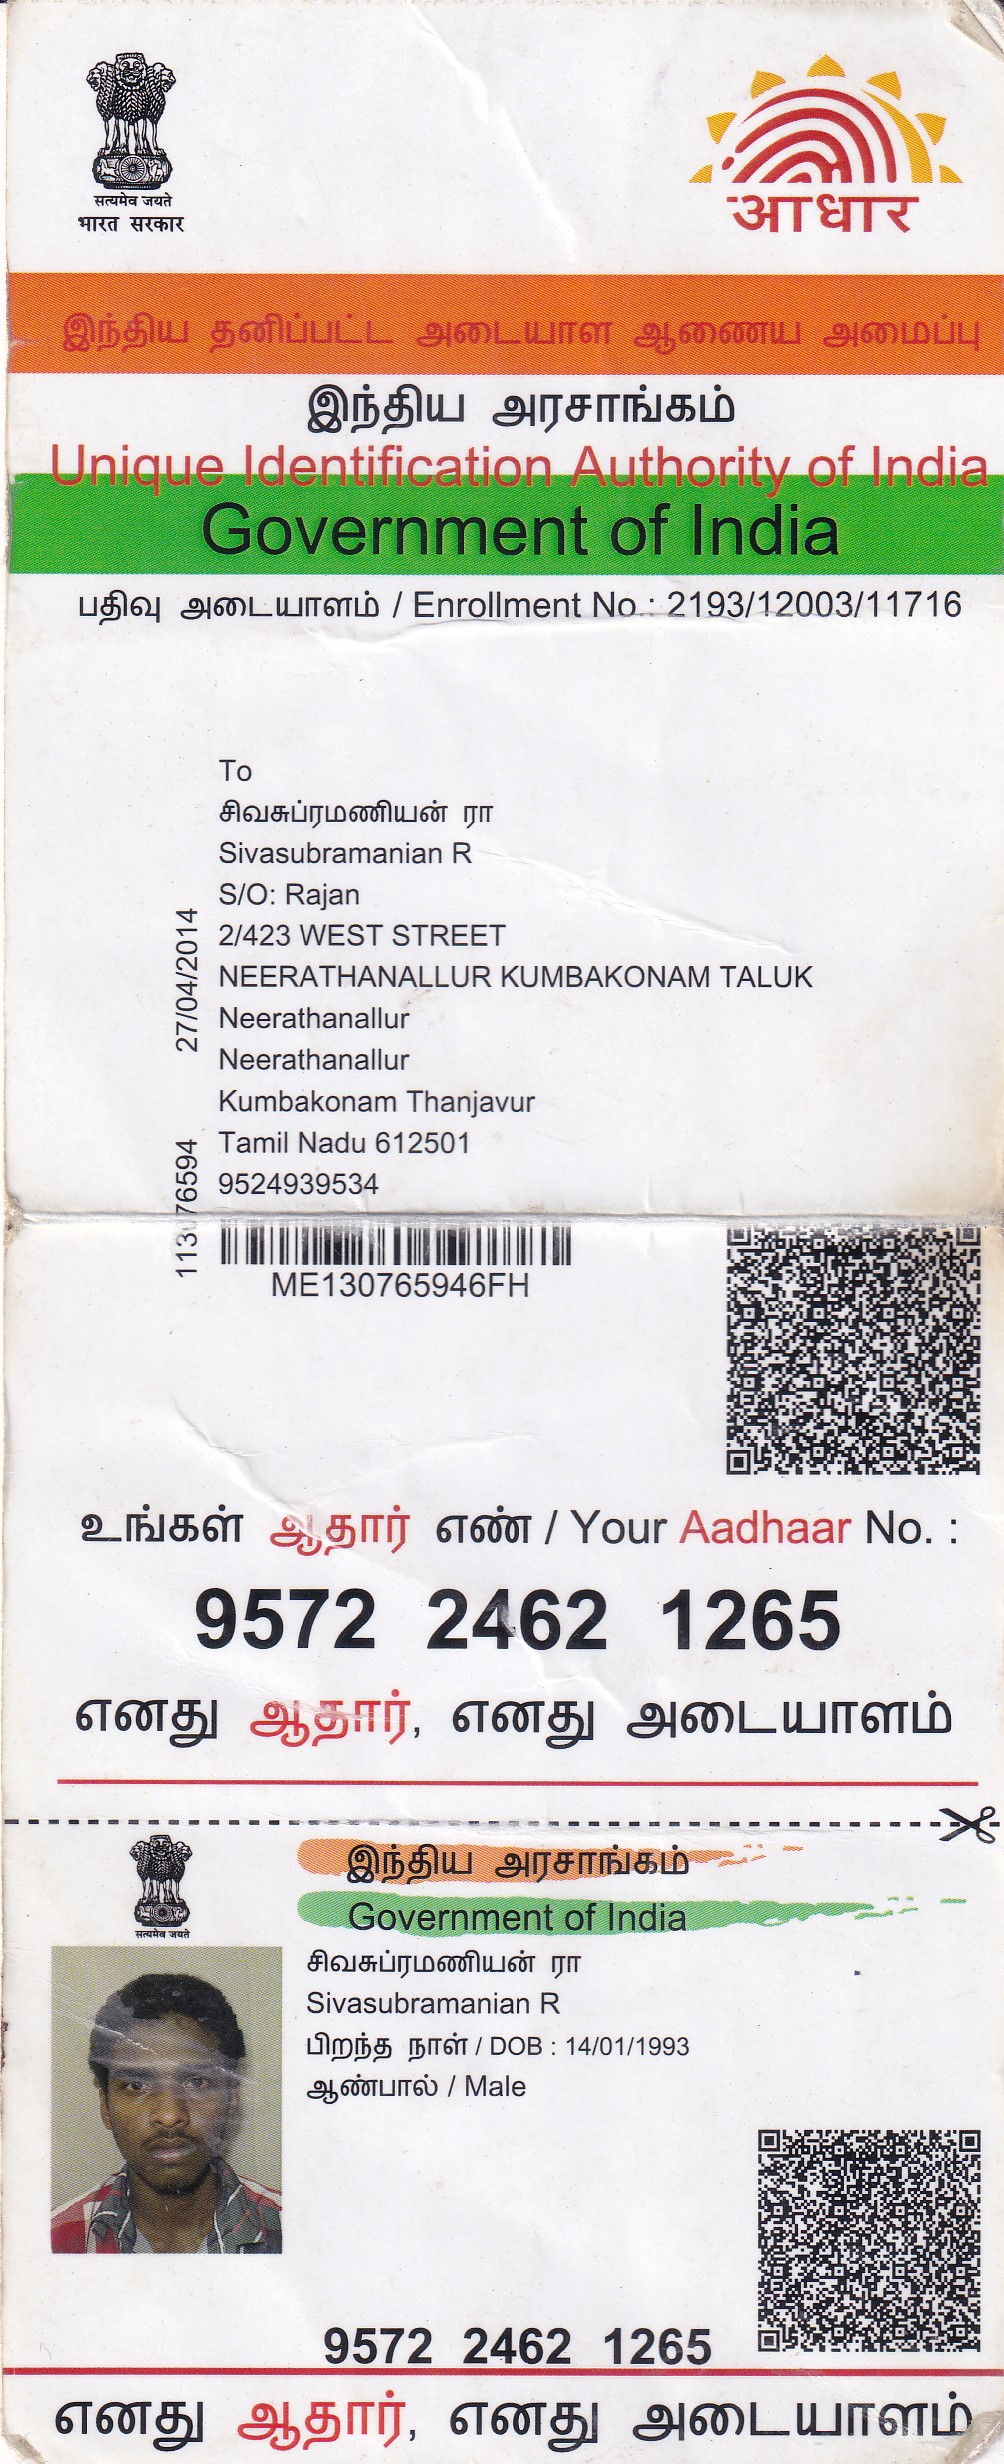 सत्यमेव जयते
भारत सरकार
आधार
இந்திய தனிப்பட்ட அடையாள ஆணைய அமைப்பு
இந்திய அரசாங்கம்
Unique Identification Authority of India
Government of India
பதிவு அடையாளம் / Enrollment No.: 2193/12003/11716
To
சிவசுப்ரமணியன் ரா
Sivasubramanian R
S/O: Rajan
2/423 WEST STREET
NEERATHANALLUR KUMBAKONAM TALUK
Neerathanallur
Neerathanallur
Kumbakonam Thanjavur
Tamil Nadu 612501
9524939534
27/04/2014
ME130765946FH
உங்கள் ஆதார் எண் / Your Aadhaar No. :
9572 2462 1265
எனது ஆதார், எனது அடையாளம்
सत्यमेव जयते
இந்திய அரசாங்கம்
Government of India
சிவசுப்ரமணியன் ரா
Sivasubramanian R
பிறந்த நாள் / DOB : 14/01/1993
ஆண்பால் / Male
9572 2462 1265
எனது ஆதார், எனது அடையாளம்